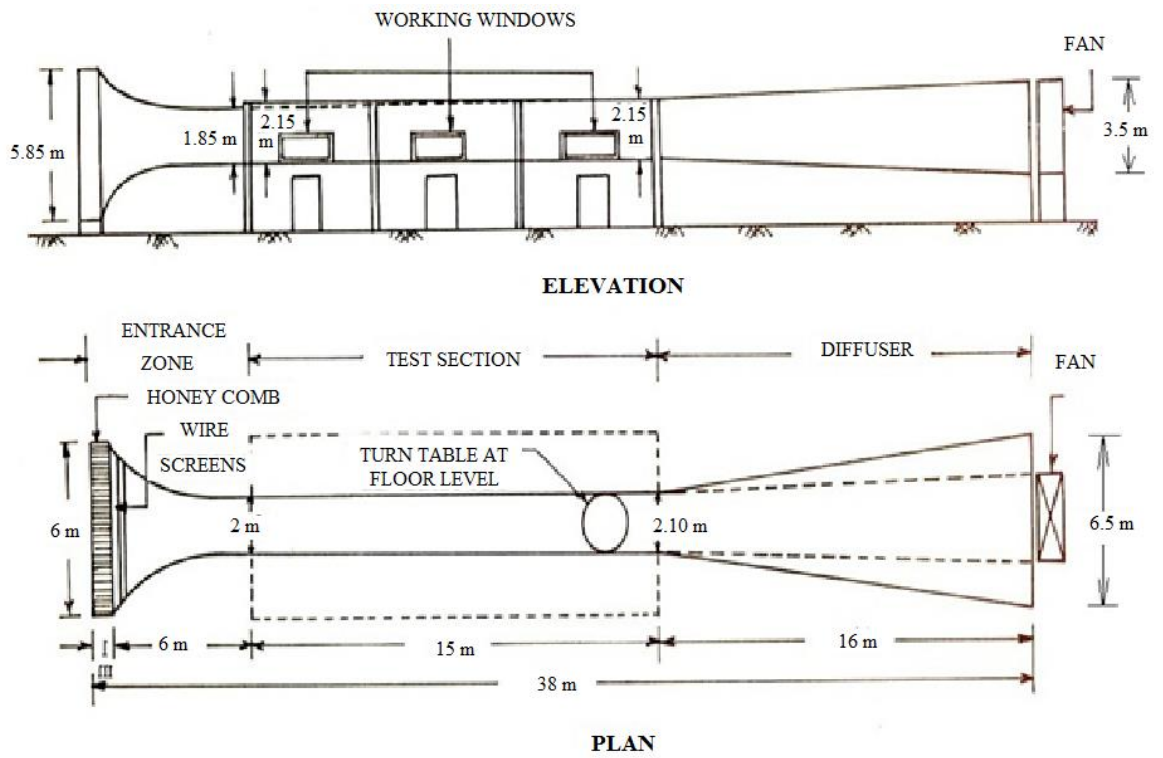 WORKING WINDOWS
FAN
5.85 m
1.85 m
2.15
m
2.15
m
3.5 m
ELEVATION
ENTRANCE
ZONE
TEST SECTION
DIFFUSER
FAN
HONEY COMB
WIRE
SCREENS
TURN TABLE AT
FLOOR LEVEL
6 m
2 m
2.10 m
6.5 m
1
m
6 m
15 m
16 m
38 m
PLAN